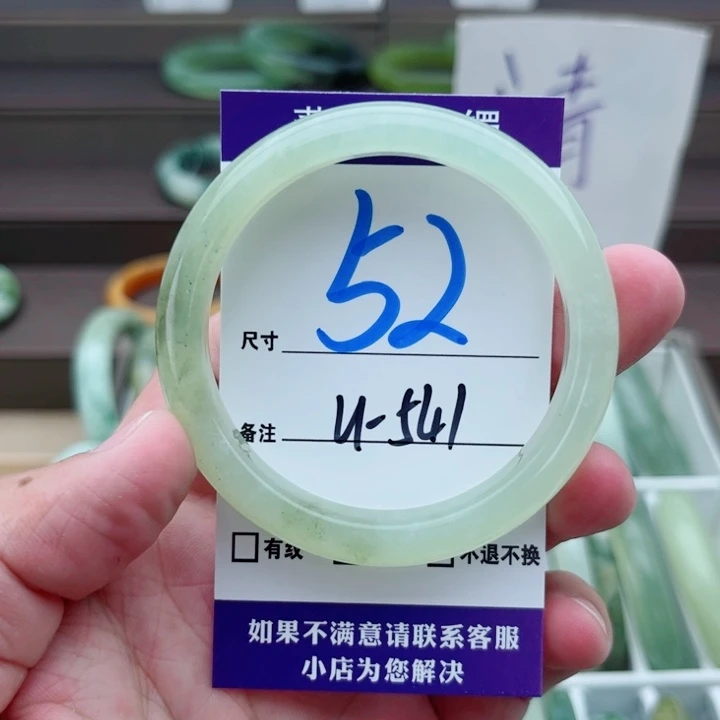 尺寸 52
备注 U-541
有纹 不退不换
如果不满意请联系客服
小店为您解决